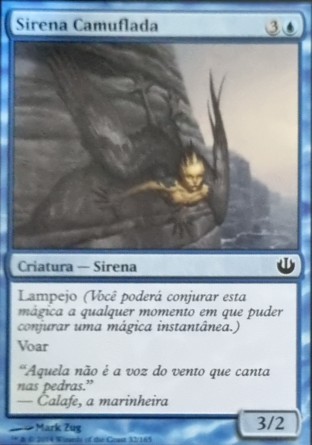 Sirena Camuflada 3
Criatura — Sirena
Lampejo (Você poderá conjurar esta
mágica a qualquer momento em que puder
conjurar uma mágica instantânea.)
Voar
"Aquela não é a voz do vento que canta
nas pedras."
— Calafe, a marinheira
Mark Zug
™ & © 2014 Wizards of the Coast 32/165
3/2